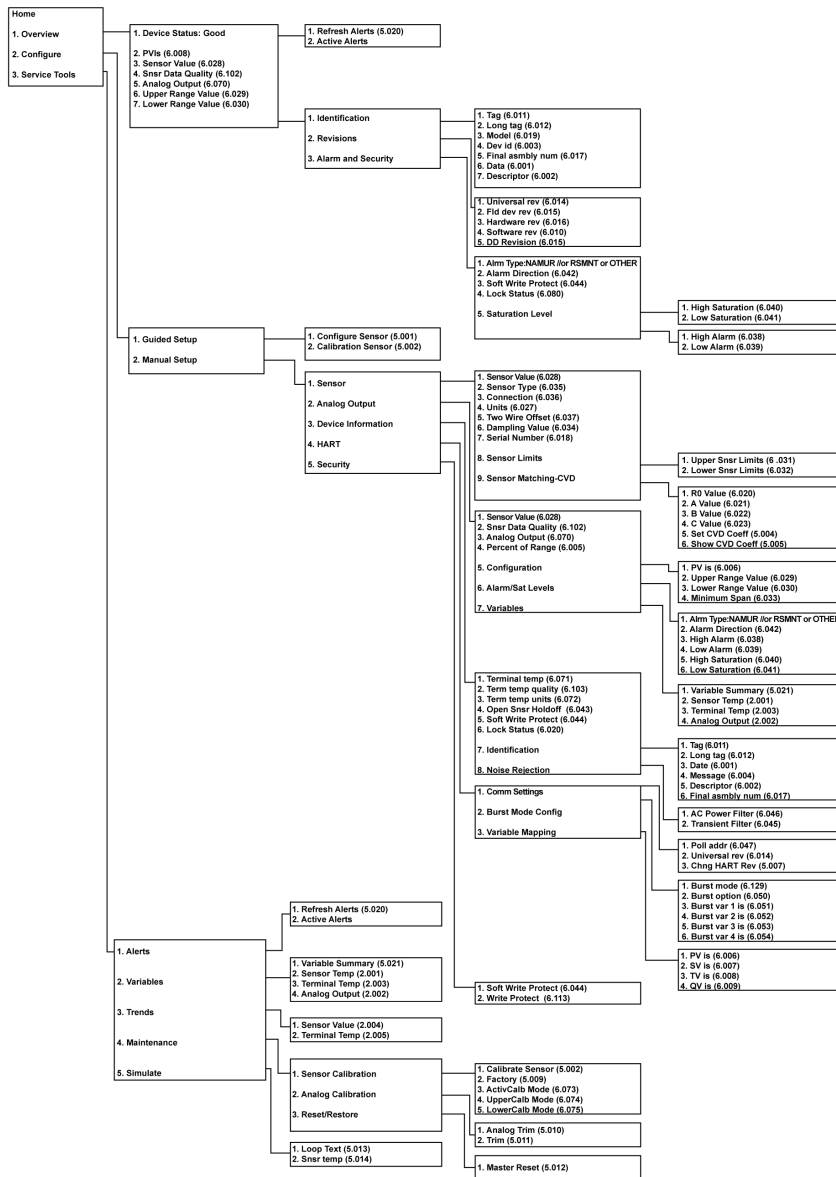 Home
1. Overview
2. Configure
3. Service Tools
1. Device Status: Good
2. PVIs (6.008)
3. Sensor Value (6.028)
4. Snsr Data Quality (6.102)
5. Analog Output (6.070)
6. Upper Range Value (6.029)
7. Lower Range Value (6.030)
1. Refresh Alerts (5.020)
2. Active Alerts
1. Identification
2. Revisions
3. Alarm and Security
1. Tag (6.011)
2. Long tag (6.012)
3. Model (6.019)
4. Dev id (6.003)
5. Final asmbly num (6.017)
6. Data (6.001)
7. Descriptor (6.002)
1. Universal rev (6.014)
2. Fld dev rev (6.015)
3. Hardware rev (6.016)
4. Software rev (6.010)
5. DD Revision (6.015)
1. Alrm Type:NAMUR //or RSMNT or OTHER
2. Alarm Direction (6.042)
3. Soft Write Protect (6.044)
4. Lock Status (6.080)
5. Saturation Level
1. High Saturation (6.040)
2. Low Saturation (6.041)
1. High Alarm (6.038)
2. Low Alarm (6.039)
1. Guided Setup
2. Manual Setup
1. Configure Sensor (5.001)
2. Calibration Sensor (5.002)
1. Sensor
2. Analog Output
3. Device Information
4. HART
5. Security
1. Sensor Value (6.028)
2. Sensor Type (6.035)
3. Connection (6.036)
4. Units (6.027)
5. Two Wire Offset (6.037)
6. Dampling Value (6.034)
7. Serial Number (6.018)
8. Sensor Limits
9. Sensor Matching-CVD
1. Upper Snsr Limits (6 .031)
2. Lower Snsr Limits (6.032)
1. R0 Value (6.020)
2. A Value (6.021)
3. B Value (6.022)
4. C Value (6.023)
5. Set CVD Coeff (5.004)
6. Show CVD Coeff (5.005)
1. Sensor Value (6.028)
2. Snsr Data Quality (6.102)
3. Analog Output (6.070)
4. Percent of Range (6.005)
5. Configuration
6. Alarm/Sat Levels
7. Variables
1. PV is (6.006)
2. Upper Range Value (6.029)
3. Lower Range Value (6.030)
4. Minimum Span (6.033)
1. Alrm Type:NAMUR //or RSMNT or OTHER
2. Alarm Direction (6.042)
3. High Alarm (6.038)
4. Low Alarm (6.039)
5. High Saturation (6.040)
6. Low Saturation (6.041)
1. Variable Summary (5.021)
2. Sensor Temp (2.001)
3. Terminal Temp (2.003)
4. Analog Output (2.002)
1. Terminal temp (6.071)
2. Term temp quality (6.103)
3. Term temp units (6.072)
4. Open Snsr Holdoff (6.043)
5. Soft Write Protect (6.044)
6. Lock Status (6.020)
7. Identification
8. Noise Rejection
1. Tag (6.011)
2. Long tag (6.012)
3. Date (6.001)
4. Message (6.004)
5. Descriptor (6.002)
6. Final asmbly num (6.017)
1. AC Power Filter (6.046)
2. Transient Filter (6.045)
1. Comm Settings
2. Burst Mode Config
3. Variable Mapping
1. Poll addr (6.047)
2. Universal rev (6.014)
3. Chng HART Rev (5.007)
1. Burst mode (6.129)
2. Burst option (6.050)
3. Burst var 1 is (6.051)
4. Burst var 2 is (6.052)
5. Burst var 3 is (6.053)
6. Burst var 4 is (6.054)
1. PV is (6.006)
2. SV is (6.007)
3. TV is (6.008)
4. QV is (6.009)
1. Soft Write Protect (6.044)
2. Write Protect (6.113)
1. Alerts
2. Variables
3. Trends
4. Maintenance
5. Simulate
1. Refresh Alerts (5.020)
2. Active Alerts
1. Variable Summary (5.021)
2. Sensor Temp (2.001)
3. Terminal Temp (2.003)
4. Analog Output (2.002)
1. Sensor Value (2.004)
2. Terminal Temp (2.005)
1. Sensor Calibration
2. Analog Calibration
3. Reset/Restore
1. Calibrate Sensor (5.002)
2. Factory (5.009)
3. ActivCalb Mode (6.073)
4. UpperCalb Mode (6.074)
5. LowerCalb Mode (6.075)
1. Analog Trim (5.010)
2. Trim (5.011)
1. Master Reset (5.012)
1. Loop Text (5.013)
2. Snsr temp (5.014)